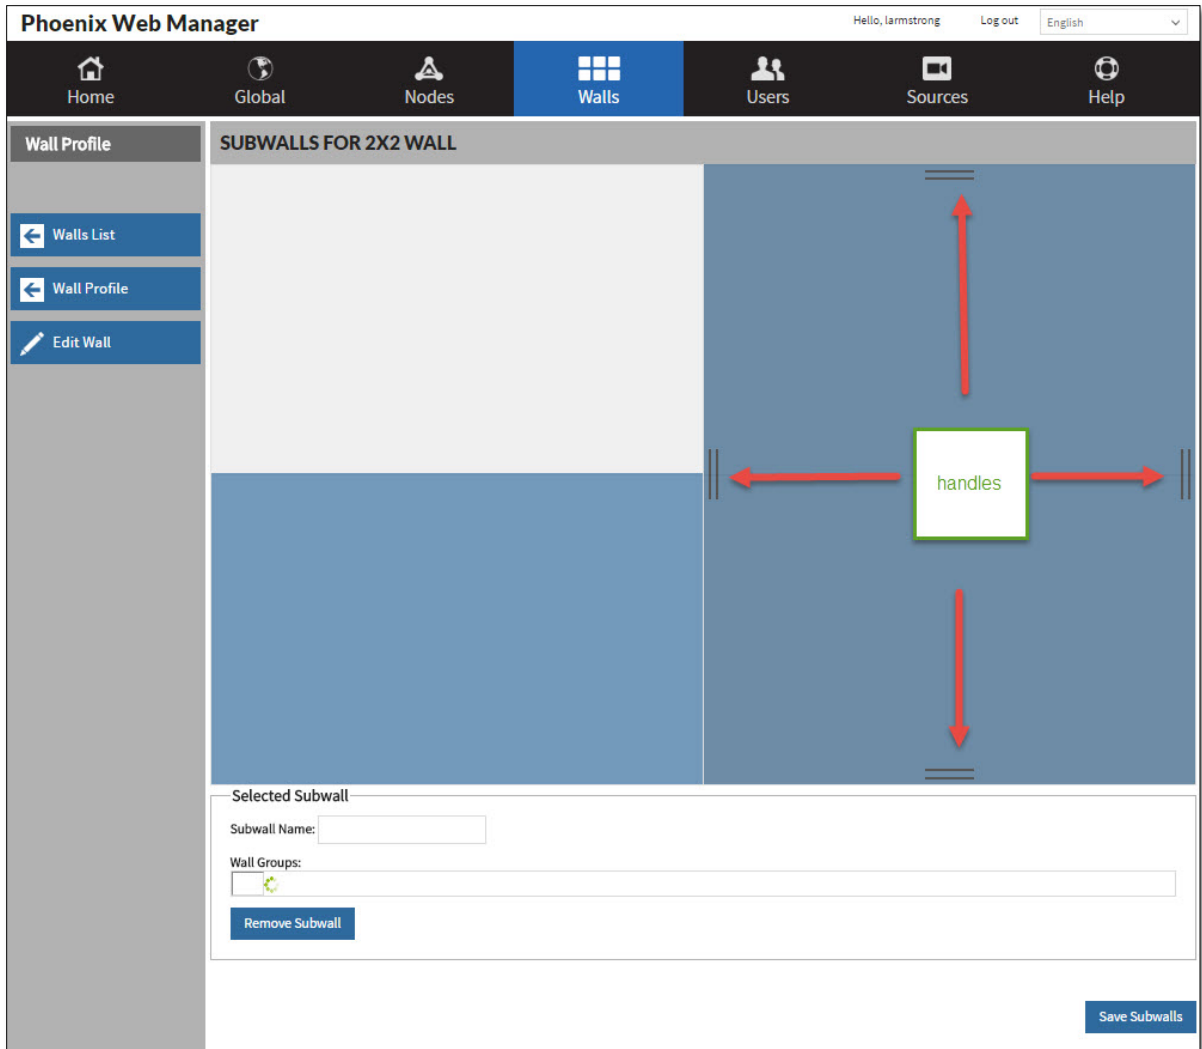 Phoenix Web Manager
Hello, larmstrong Log out English
Home Global Nodes Walls Users Sources Help
Wall Profile
SUBWALLS FOR 2X2 WALL
Walls List
Wall Profile
Edit Wall
handles
Selected Subwall
Subwall Name:
Wall Groups:
Remove Subwall
Save Subwalls